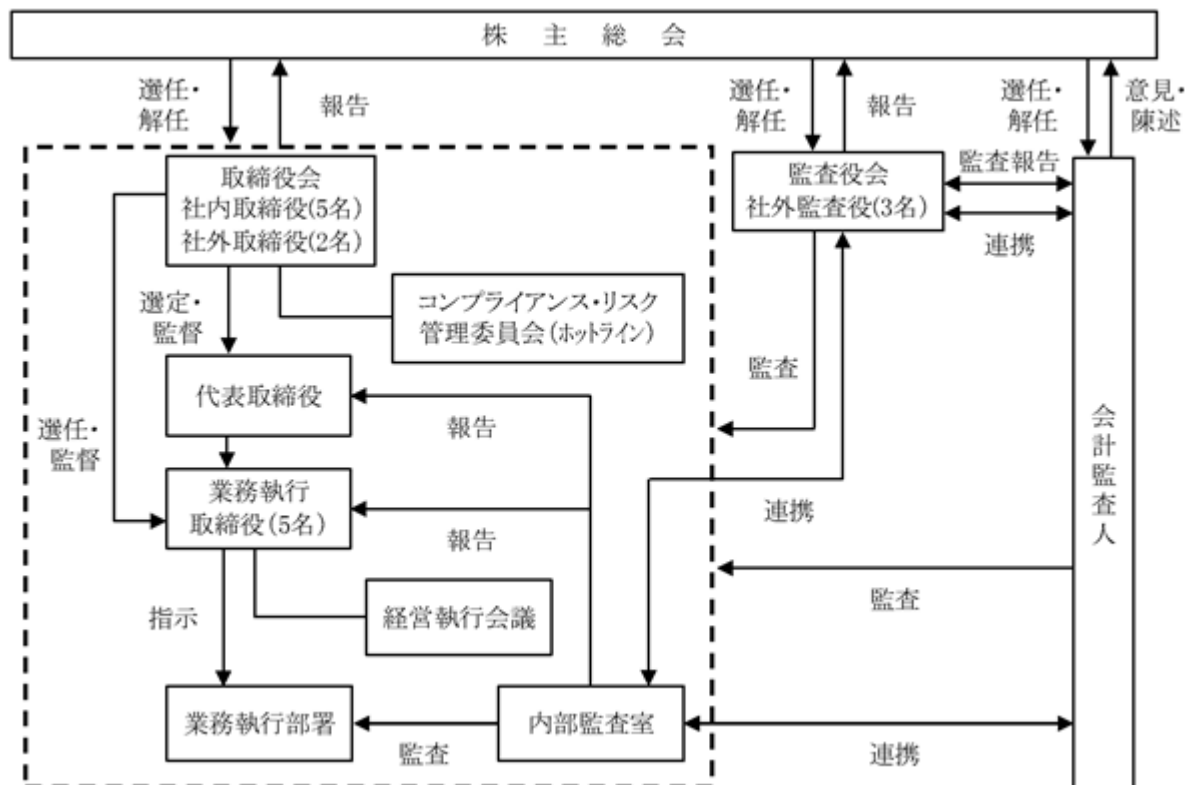 株主総会
選任・
解任
報告
選任・
解任
報告
選任・
解任
意見・
陳述
取締役会
社内取締役(5名)
社外取締役(2名)
監査役会
社外監査役(3名)
監査報告
連携
選定・
監督
コンプライアンス・リスク
管理委員会(ホットライン)
監査
代表取締役
報告
選任・
監督
業務執行
取締役(5名)
報告
連携
会計監査人
監査
指示
経営執行会議
業務執行部署
監査
内部監査室
連携